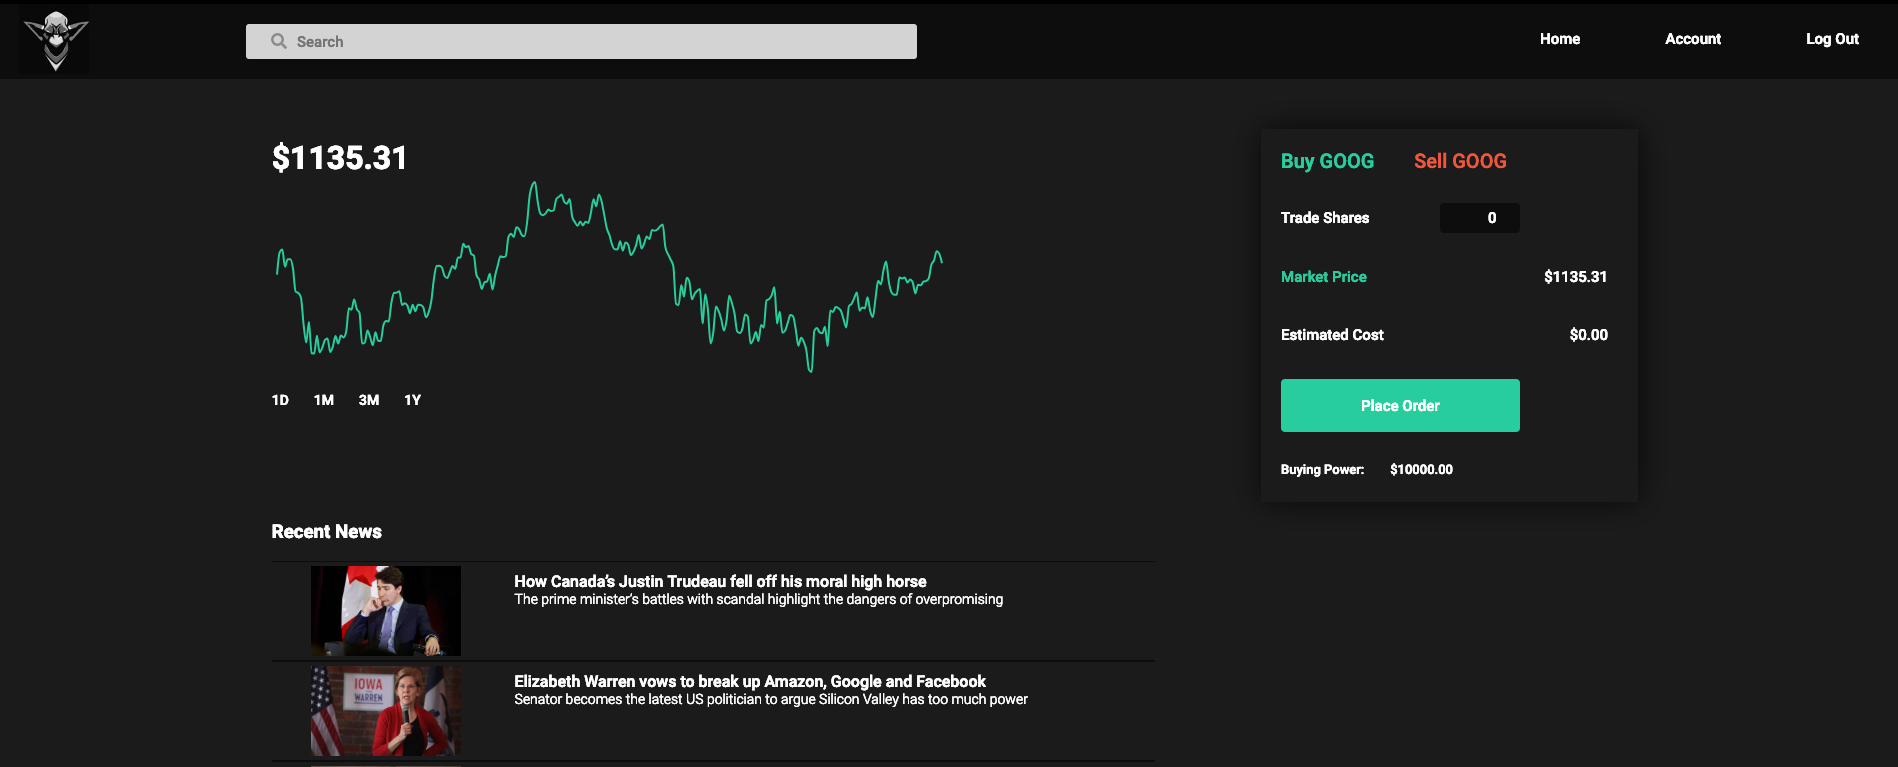 Search
Home
Account
Log Out
$1135.31
1D 1M 3M 1Y
Buy GOOG Sell GOOG
Trade Shares 0
Market Price $1135.31
Estimated Cost $0.00
Place Order
Buying Power: $10000.00
Recent News
How Canada’s Justin Trudeau fell off his moral high horse
The prime minister’s battles with scandal highlight the dangers of overpromising
IOWA
WARREN
Elizabeth Warren vows to break up Amazon, Google and Facebook
Senator becomes the latest US politician to argue Silicon Valley has too much power